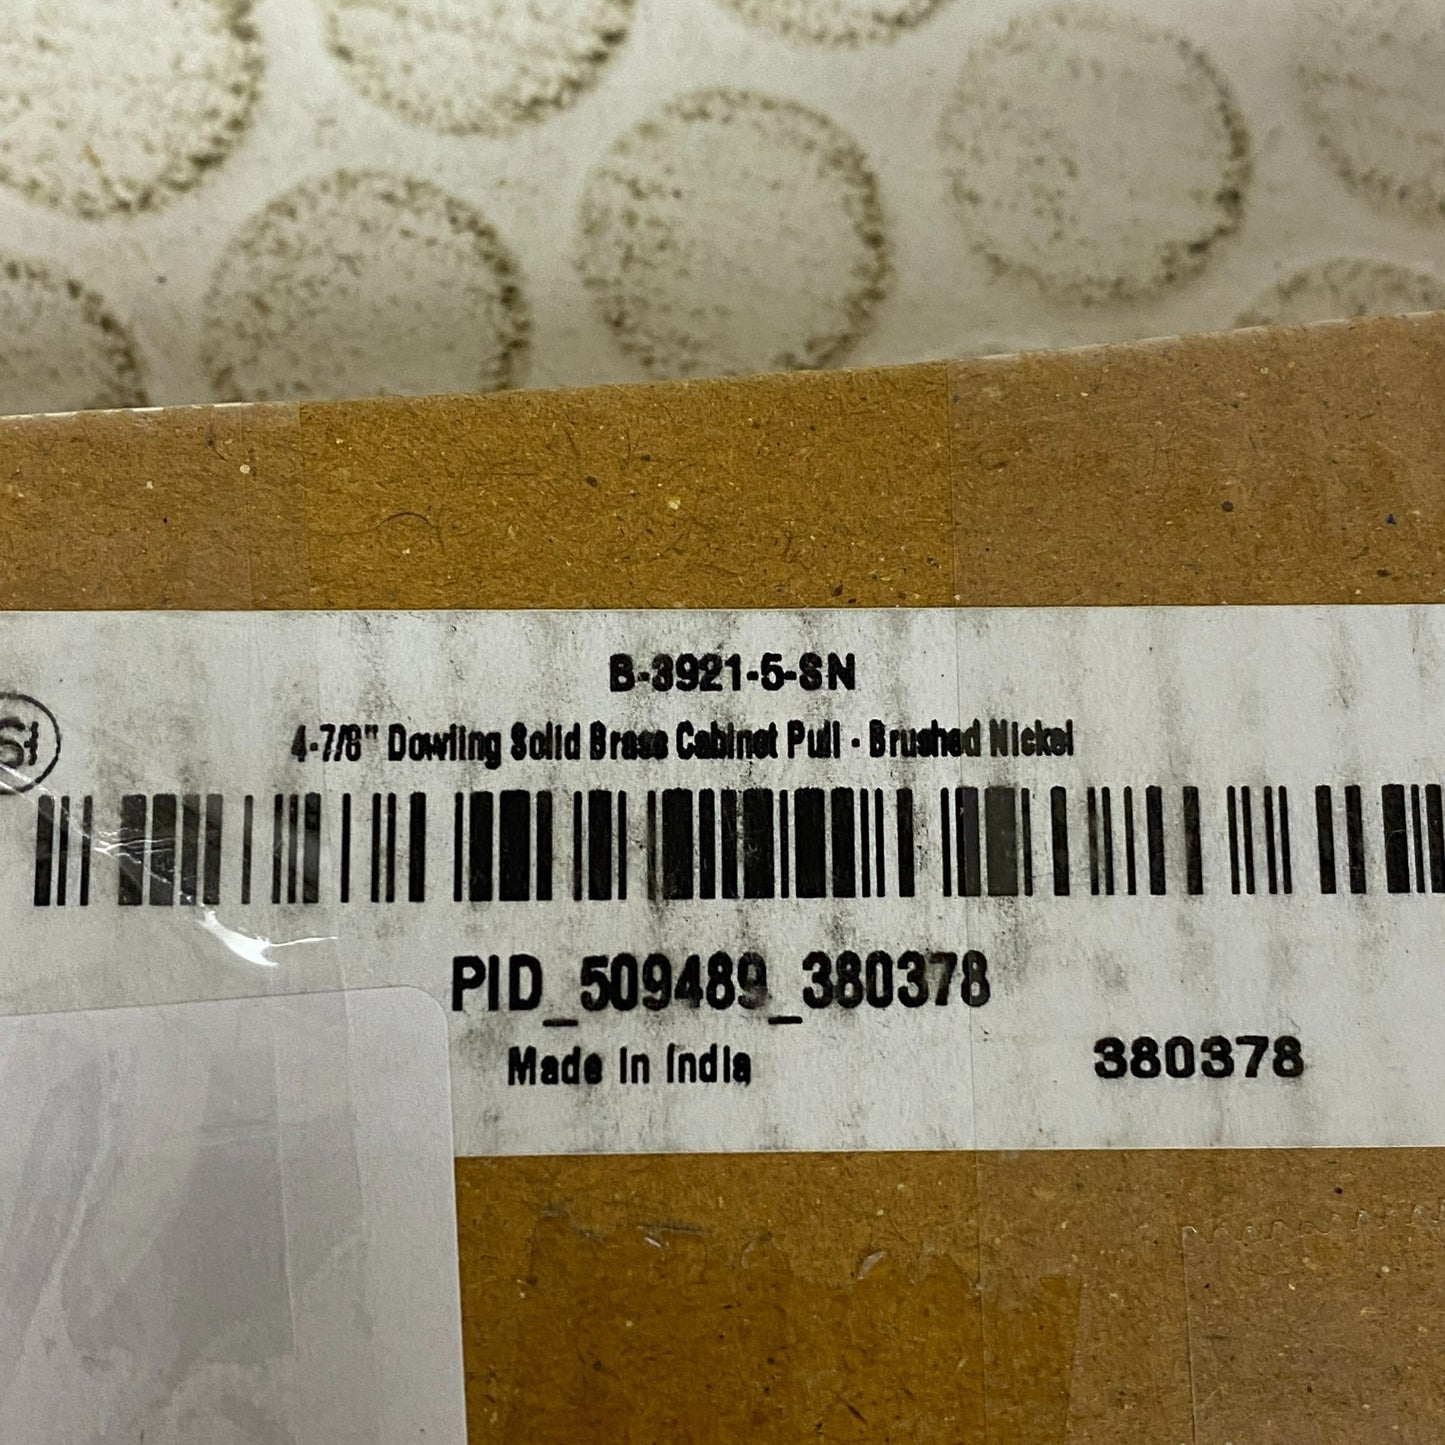 B-3921-5-SN
4-7/8" Dowling Solid Brass Cabinet Pull - Brushed Nickel
PID_509489_380378
Made In India
380378